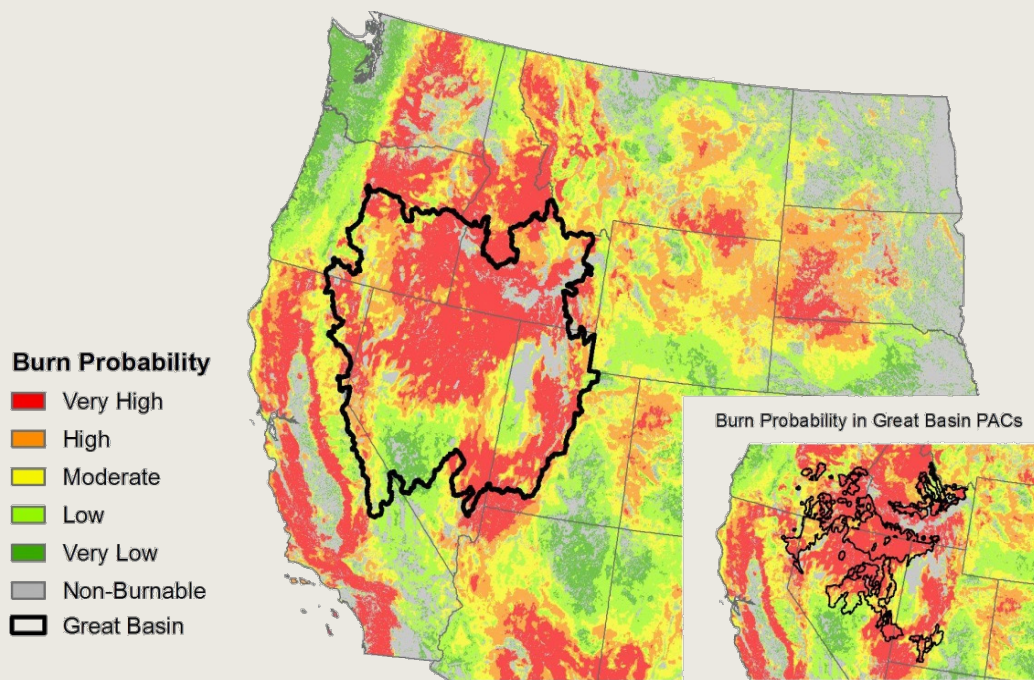 Burn Probability
Very High
High
Moderate
Low
Very Low
Non-Burnable
Great Basin
Burn Probability in Great Basin PACs